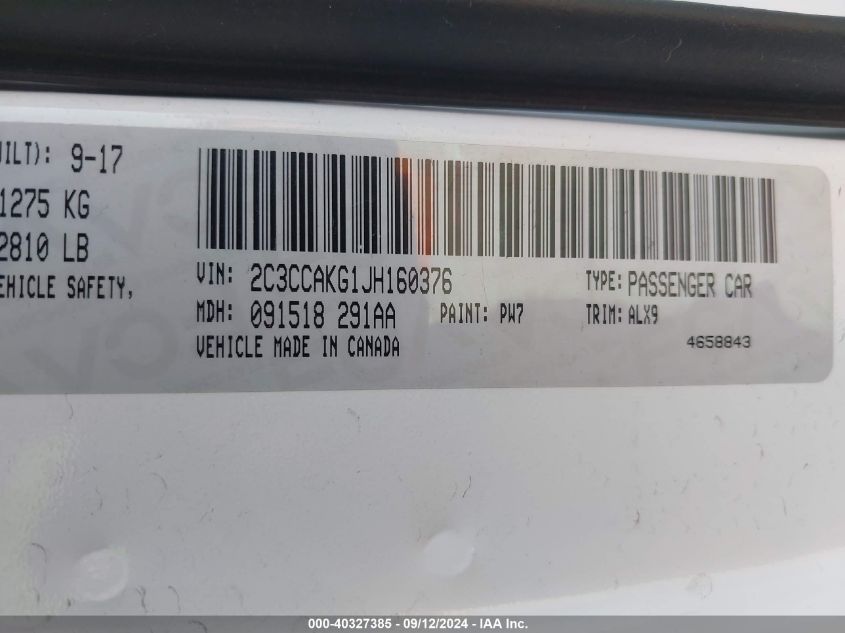 UILT): 9-17
1275 KG
2810 LB
EHICLE SAFETY,
VIN: 2C3CCAKG1JH160376 TYPE: PASSENGER CAR
MDH: 091518 291AA PAINT: PW7 TRIM: ALX9
VEHICLE MADE IN CANADA 4658843
000-40327385 - 09/12/2024 - IAA Inc.